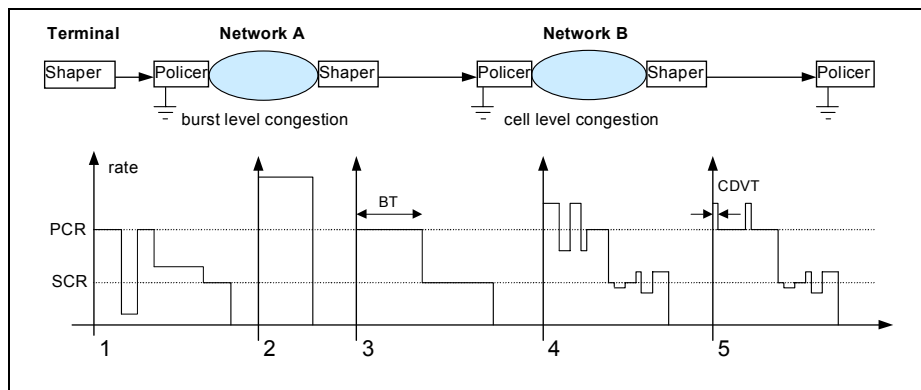 Terminal Network A Network B
Shaper Policer Shaper Policer Shaper Policer
burst level congestion cell level congestion
rate
CDVT
BT
PCR
SCR
1 2 3 4 5